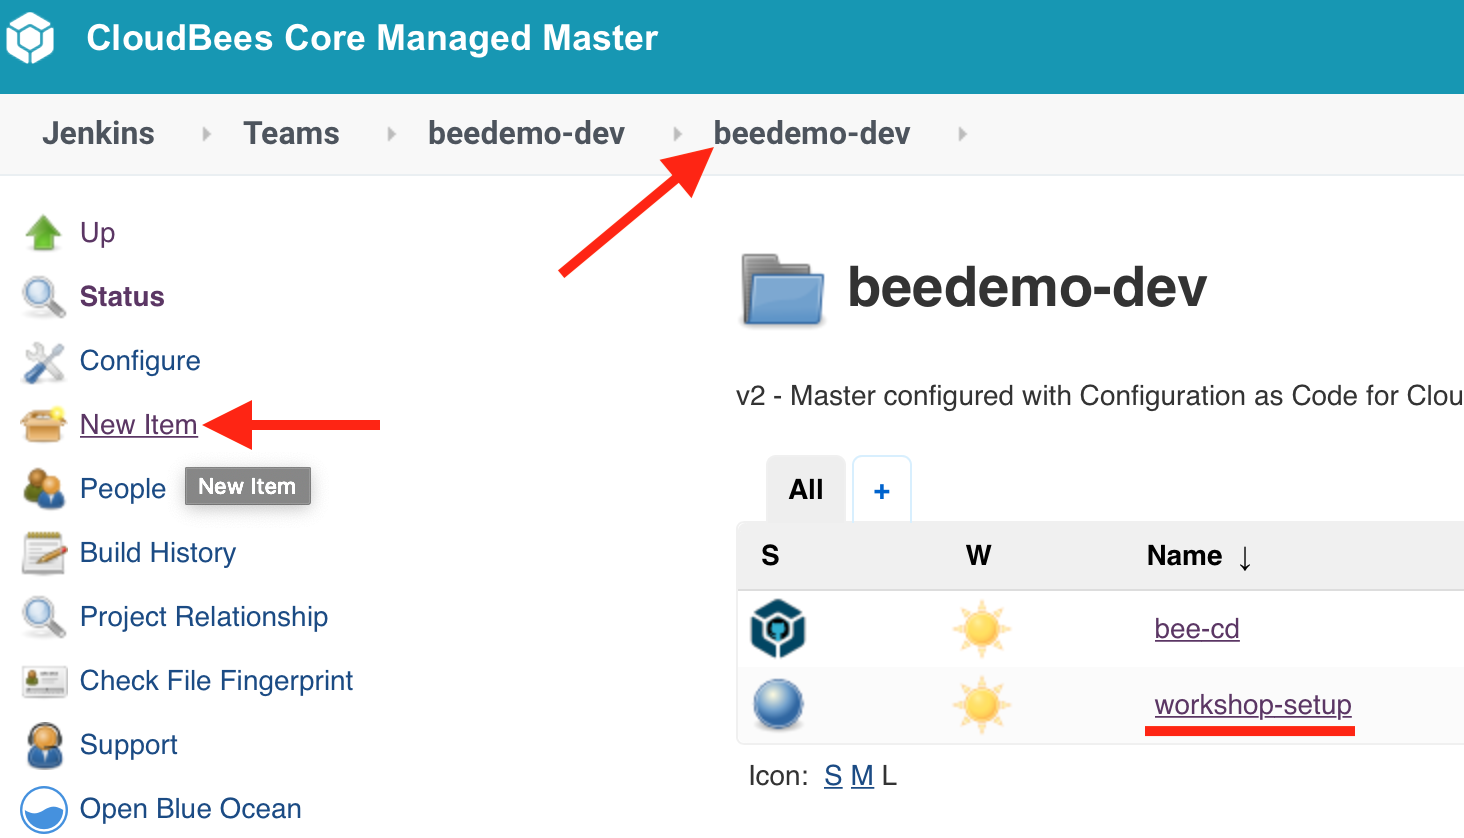 CloudBees Core Managed Master
Jenkins Teams beedemo-dev beedemo-dev
Up
Status
Configure
New Item
People
New Item
Build History
Project Relationship
Check File Fingerprint
Support
Open Blue Ocean
beedemo-dev
v2 - Master configured with Configuration as Code for Clou
All +
S W Name ↓
bee-cd
workshop-setup
Icon: S M L